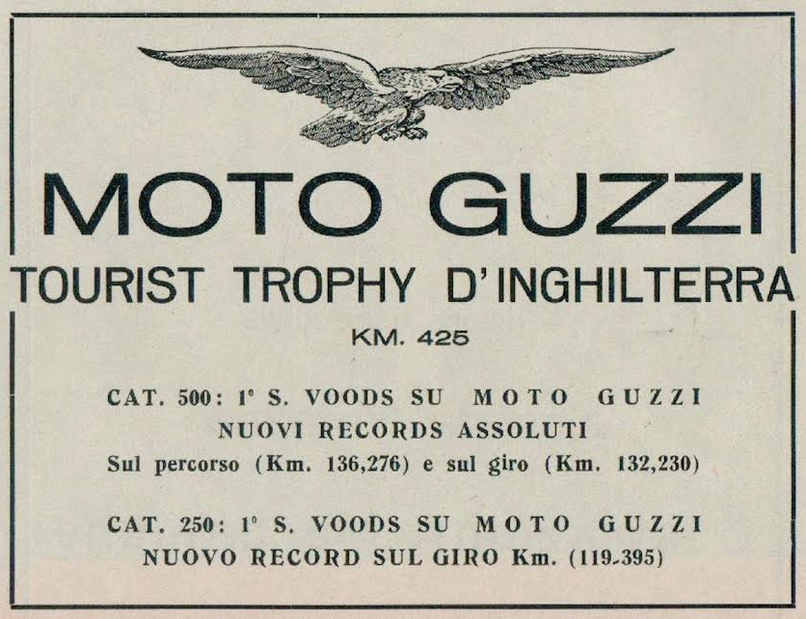 MOTO GUZZI
TOURIST TROPHY D'INGHILTERRA
KM. 425
CAT. 500: 1° S. VOODS SU MOTO GUZZI
NUOVI RECORDS ASSOLUTI
Sul percorso (Km. 136,276) e sul giro (Km. 132,230)
CAT. 250: 1° S. VOODS SU MOTO GUZZI
NUOVO RECORD SUL GIRO Km. (119-395)